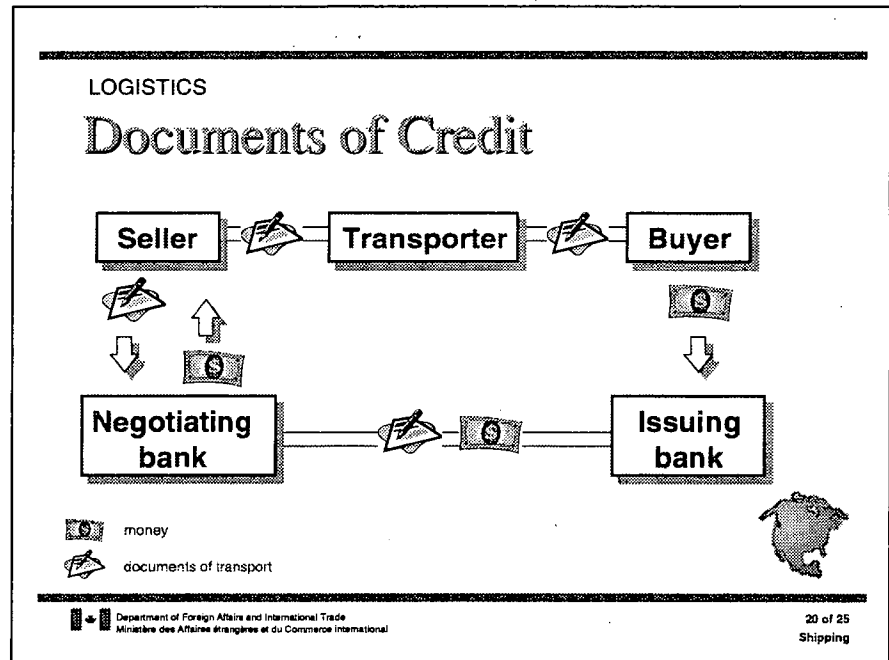 LOGISTICS
Documents of Credit
Seller
Transporter
Buyer
Negotiating
bank
Issuing
bank
money
documents of transport
Department of Foreign Affairs and International Trade
Ministère des Affaires étrangères et du Commerce international
20 of 25
Shipping